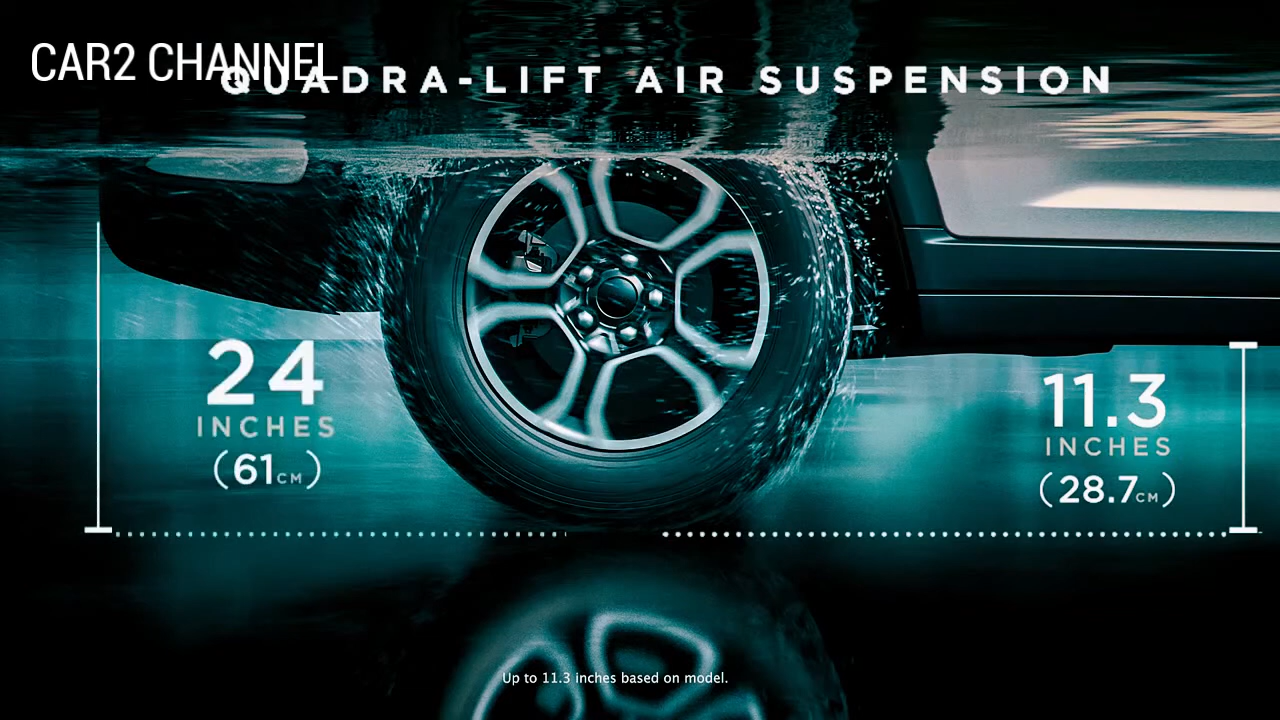 CAR2 CHANNEL
QUADRA-LIFT AIR SUSPENSION
24
INCHES
(61CM)
11.3
INCHES
(28.7CM)
Up to 11.3 inches based on model.